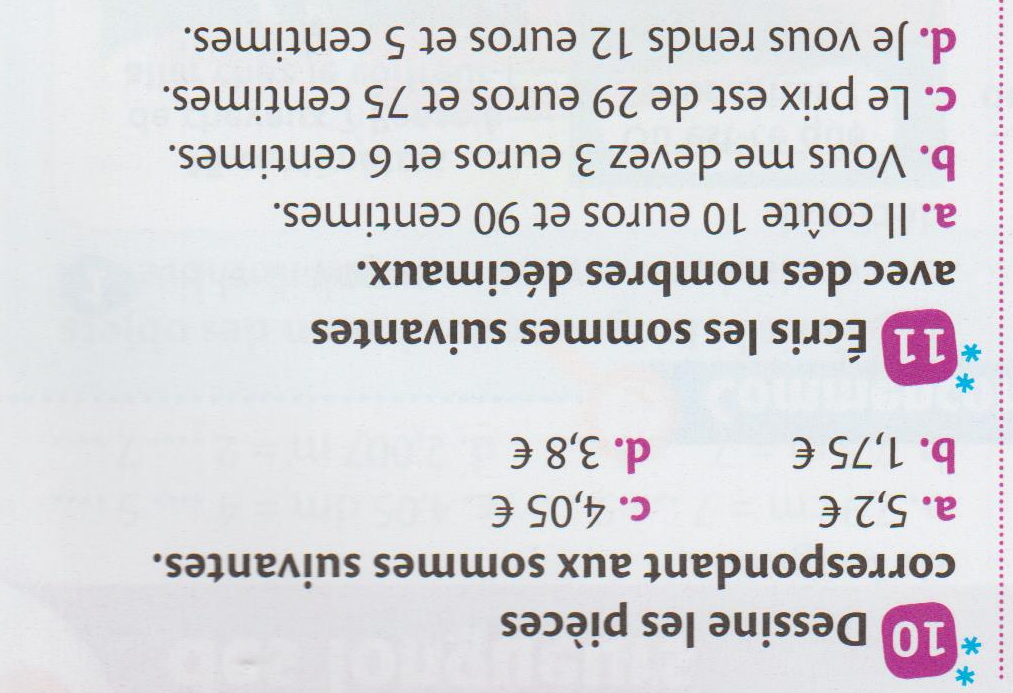 ** 10 Dessine les pièces
correspondant aux sommes suivantes.
a. 5,2 € c. 4,05 €
b. 1,75 € d. 3,8 €
** 11 Écris les sommes suivantes
avec des nombres décimaux.
a. Il coûte 10 euros et 90 centimes.
b. Vous me devez 3 euros et 6 centimes.
c. Le prix est de 29 euros et 75 centimes.
d. Je vous rends 12 euros et 5 centimes.